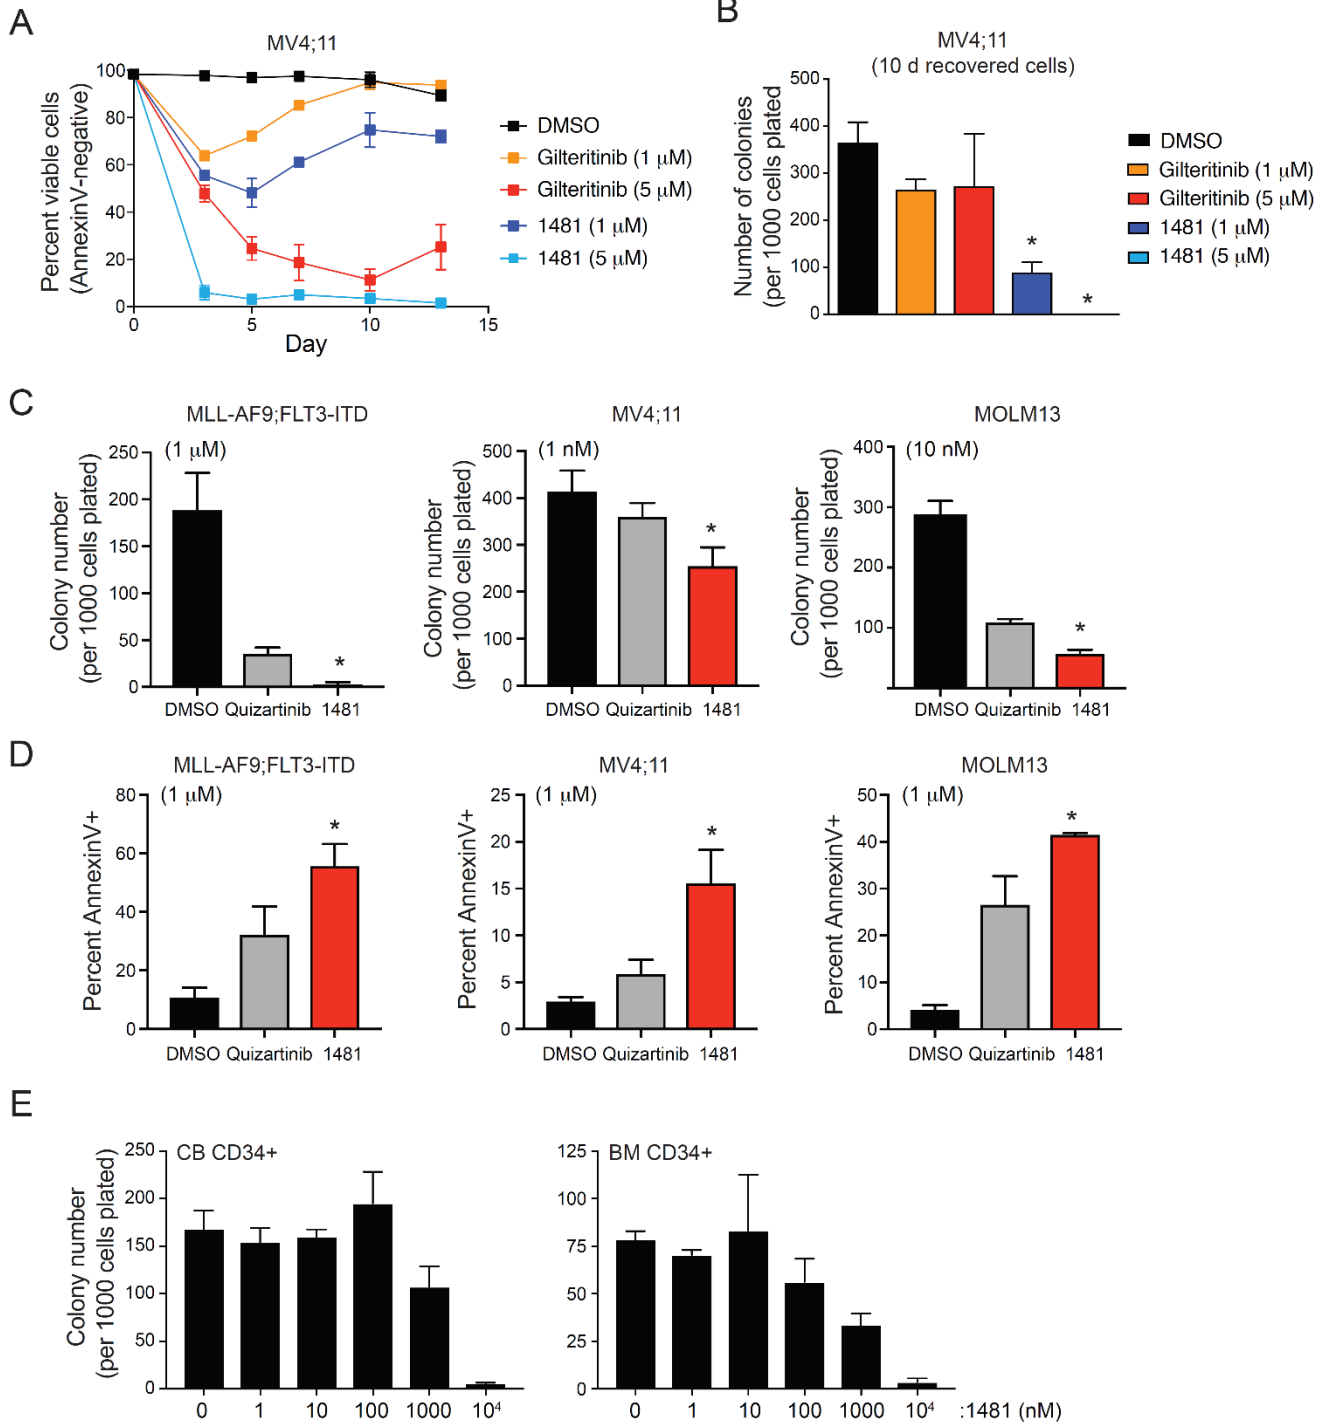 A
MV4;11
Percent viable cells
(AnnexinV-negative)
100
80
60
40
20
0
0
5
10
15
Day
DMSO
Gilteritinib (1 μM)
Gilteritinib (5 μM)
1481 (1 μM)
1481 (5 μM)
B
MV4;11
(10 d recovered cells)
Number of colonies
(per 1000 cells plated)
500
400
300
200
100
0
*
*
DMSO
Gilteritinib (1 μM)
Gilteritinib (5 μM)
1481 (1 μM)
1481 (5 μM)
C
MLL-AF9;FLT3-ITD
(1 μM)
Colony number
(per 1000 cells plated)
250
200
150
100
50
0
*
DMSO Quizartinib 1481
MV4;11
(1 nM)
Colony number
(per 1000 cells plated)
500
400
300
200
100
0
*
DMSO Quizartinib 1481
MOLM13
(10 nM)
Colony number
(per 1000 cells plated)
400
300
200
100
*
DMSO Quizartinib 1481
D
MLL-AF9;FLT3-ITD
(1 μM)
Percent AnnexinV+
80
60
40
20
0
*
DMSO Quizartinib 1481
MV4;11
(1 μM)
Percent AnnexinV+
25
20
15
10
5
0
*
DMSO Quizartinib 1481
MOLM13
(1 μM)
Percent AnnexinV+
50
40
30
20
10
0
*
DMSO Quizartinib 1481
E
CB CD34+
Colony number
(per 1000 cells plated)
250
200
150
100
50
0
0 1 10 100 1000 10⁴
BM CD34+
125
100
75
50
25
0
0 1 10 100 1000 10⁴ :1481 (nM)